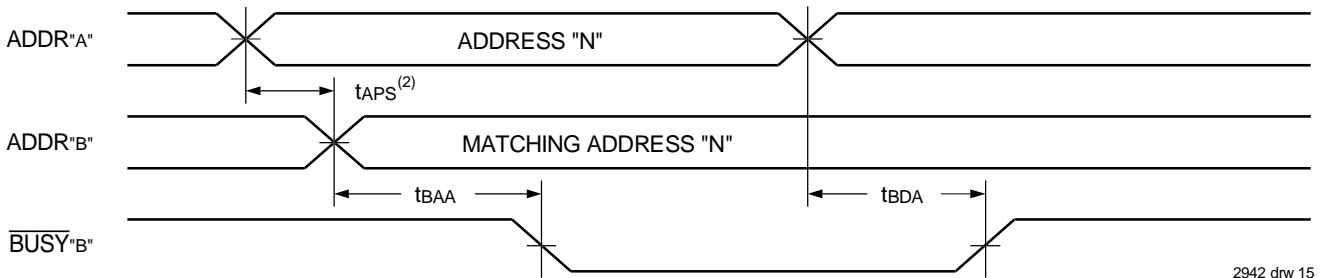 ADDR"A"
ADDRESS "N"
tAPS(2)
ADDR"B"
MATCHING ADDRESS "N"
tBAA
tBDA
BUSY"B"
2942 drw 15